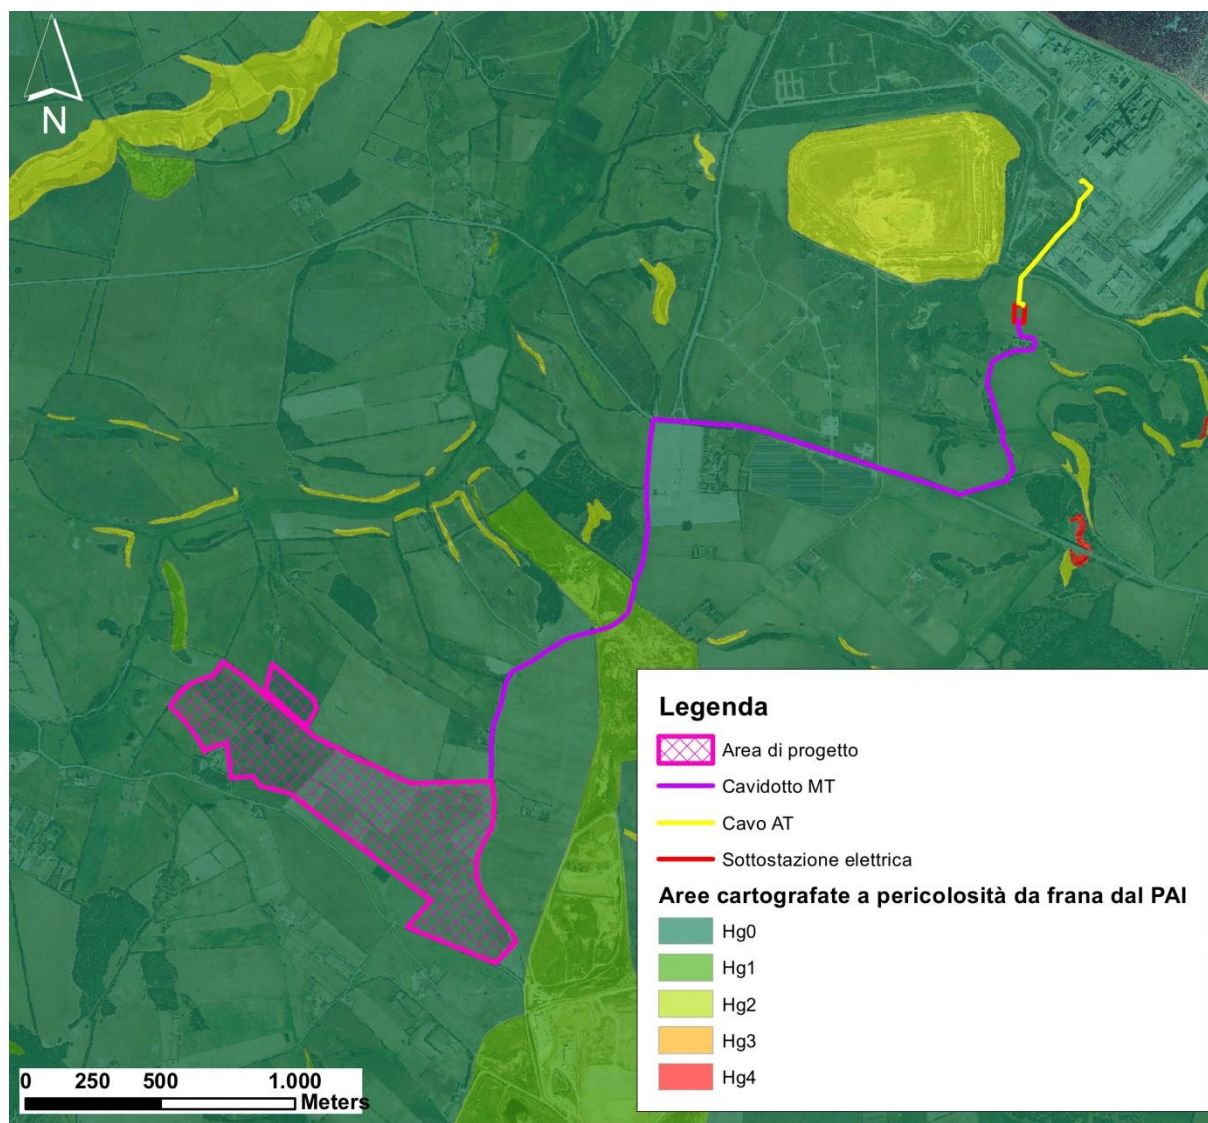 N
Legenda
Area di progetto
Cavidotto MT
Cavo AT
Sottostazione elettrica
Aree cartografate a pericolosità da frana dal PAI
Hg0
Hg1
Hg2
Hg3
Hg4
0 250 500 1.000
Meters